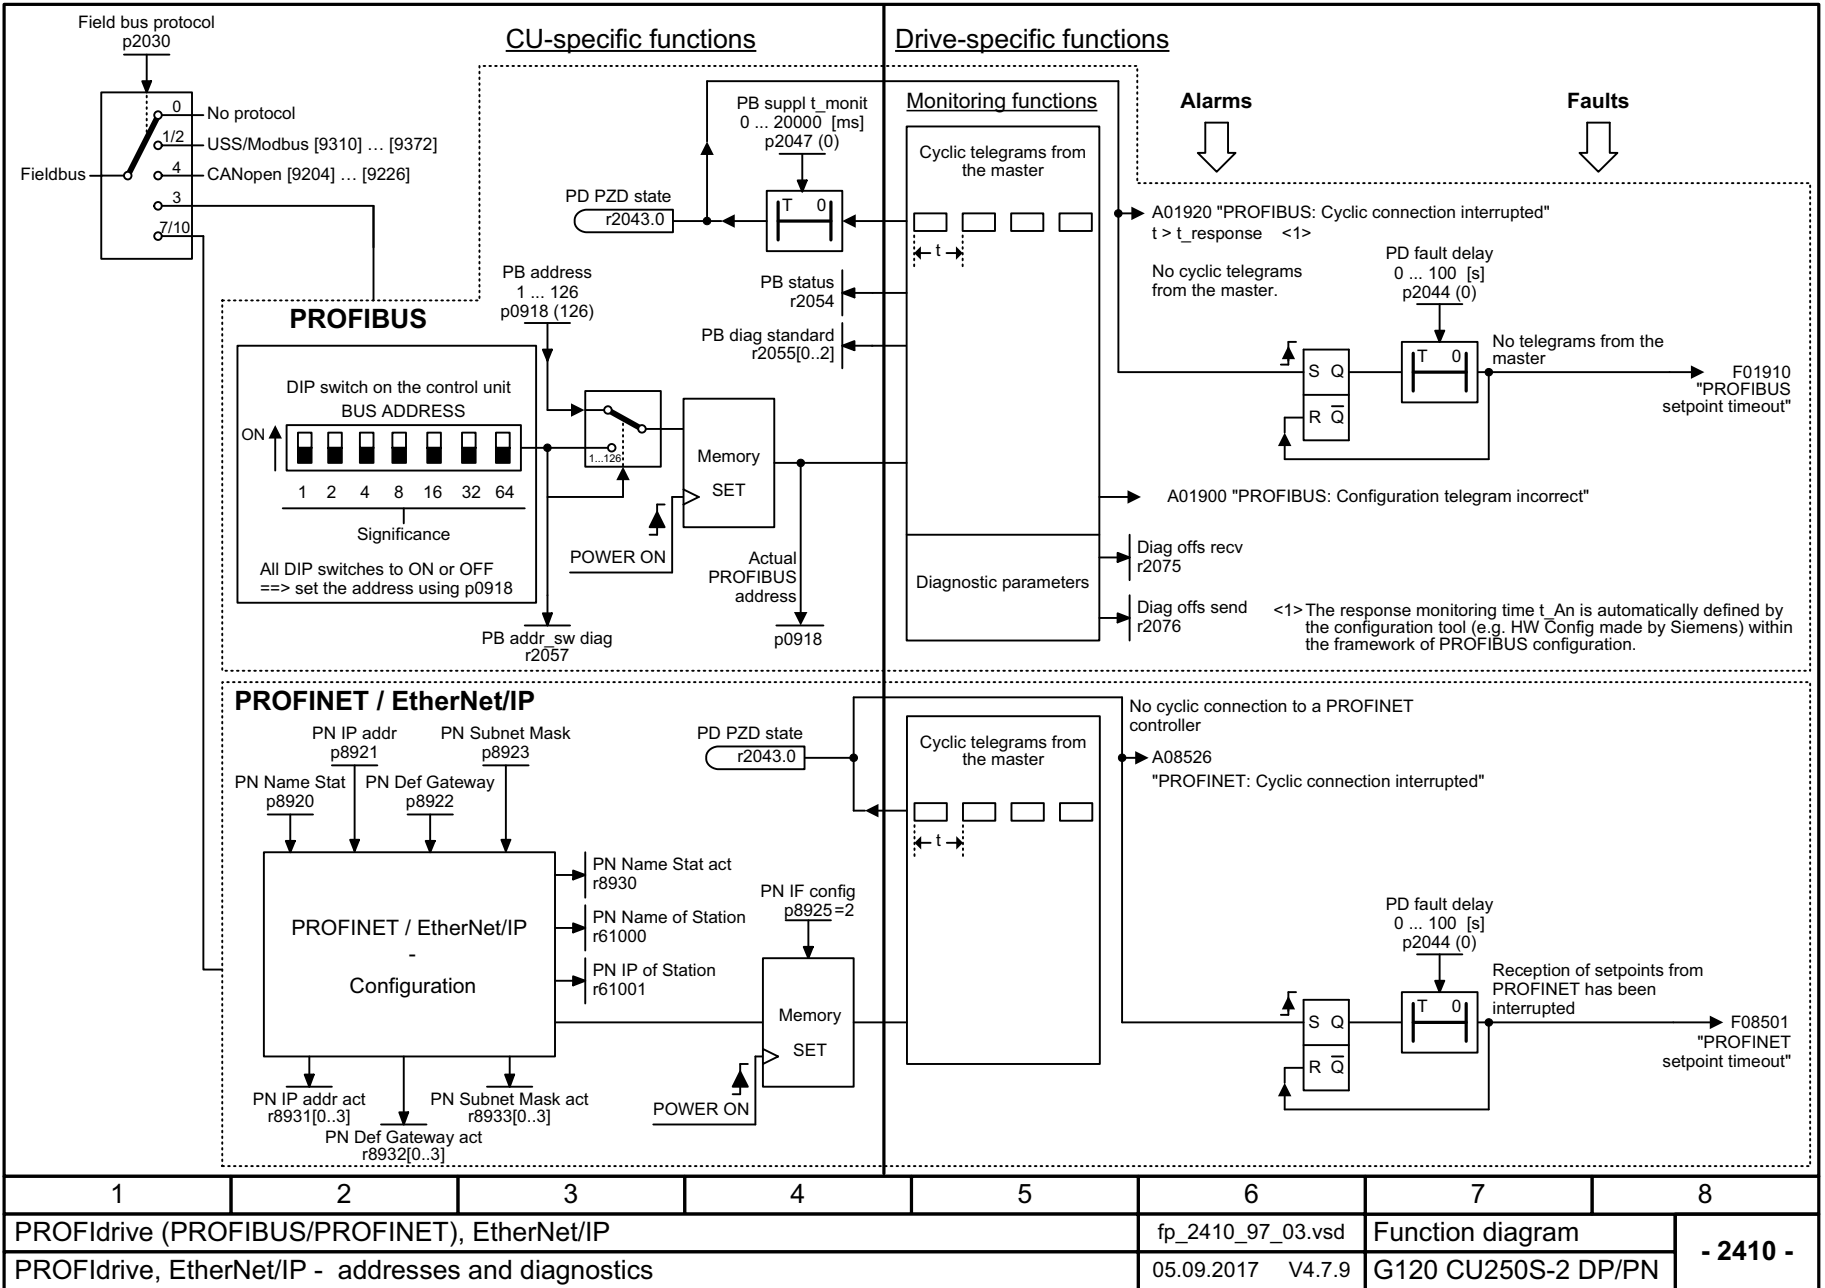 Field bus protocol
p2030
0
No protocol
1/2
USS/Modbus [9310] … [9372]
Fieldbus
4
CANopen [9204] … [9226]
3
7/10
CU-specific functions
Drive-specific functions
PB suppl t_monit
0 ... 20000 [ms]
p2047 (0)
T 0
PD PZD state
r2043.0
PB address
1 ... 126
p0918 (126)
PB status
r2054
PB diag standard
r2055[0..2]
Monitoring functions
Cyclic telegrams from
the master
t
Diagnostic parameters
Alarms
Faults
A01920 "PROFIBUS: Cyclic connection interrupted"
t > t_response <1>
No cyclic telegrams
from the master.
PD fault delay
0 ... 100 [s]
p2044 (0)
T 0
No telegrams from the
master
S Q
R Q̅
F01910
"PROFIBUS
setpoint timeout"
A01900 "PROFIBUS: Configuration telegram incorrect"
Diag offs recv
r2075
Diag offs send
r2076
<1> The response monitoring time t_An is automatically defined by
the configuration tool (e.g. HW Config made by Siemens) within
the framework of PROFIBUS configuration.
PROFIBUS
DIP switch on the control unit
BUS ADDRESS
ON
1 2 4 8 16 32 64
Significance
All DIP switches to ON or OFF
==> set the address using p0918
1...126
Memory
SET
POWER ON
Actual
PROFIBUS
address
p0918
PB addr_sw diag
r2057
PROFINET / EtherNet/IP
PN IP addr
p8921
PN Subnet Mask
p8923
PN Name Stat
p8920
PN Def Gateway
p8922
PROFINET / EtherNet/IP
-
Configuration
PN Name Stat act
r8930
PN Name of Station
r61000
PN IP of Station
r61001
PN IP addr act
r8931[0..3]
PN Subnet Mask act
r8933[0..3]
PN Def Gateway act
r8932[0..3]
PD PZD state
r2043.0
PN IF config
p8925=2
Memory
SET
POWER ON
Cyclic telegrams from
the master
t
No cyclic connection to a PROFINET
controller
A08526
"PROFINET: Cyclic connection interrupted"
PD fault delay
0 ... 100 [s]
p2044 (0)
T 0
Reception of setpoints from
PROFINET has been
interrupted
S Q
R Q̅
F08501
"PROFINET
setpoint timeout"
1 2 3 4 5 6 7 8
PROFIdrive (PROFIBUS/PROFINET), EtherNet/IP
fp_2410_97_03.vsd
Function diagram
- 2410 -
PROFIdrive, EtherNet/IP - addresses and diagnostics
05.09.2017 V4.7.9
G120 CU250S-2 DP/PN